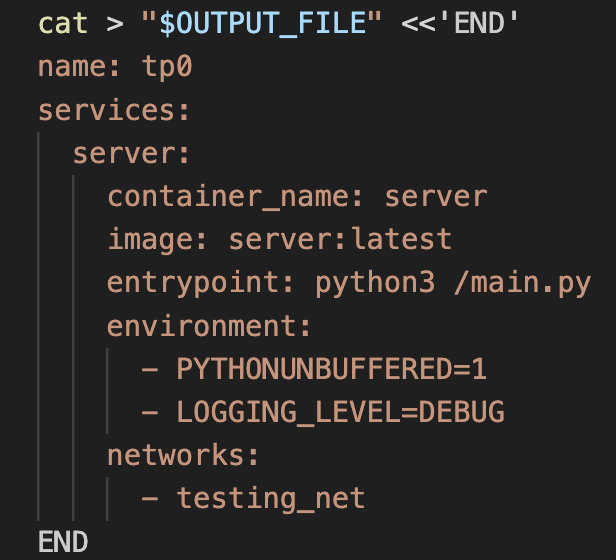 cat > "$OUTPUT_FILE" <<'END'
name: tp0
services:
  server:
    container_name: server
    image: server:latest
    entrypoint: python3 /main.py
    environment:
      - PYTHONUNBUFFERED=1
      - LOGGING_LEVEL=DEBUG
    networks:
      - testing_net
END